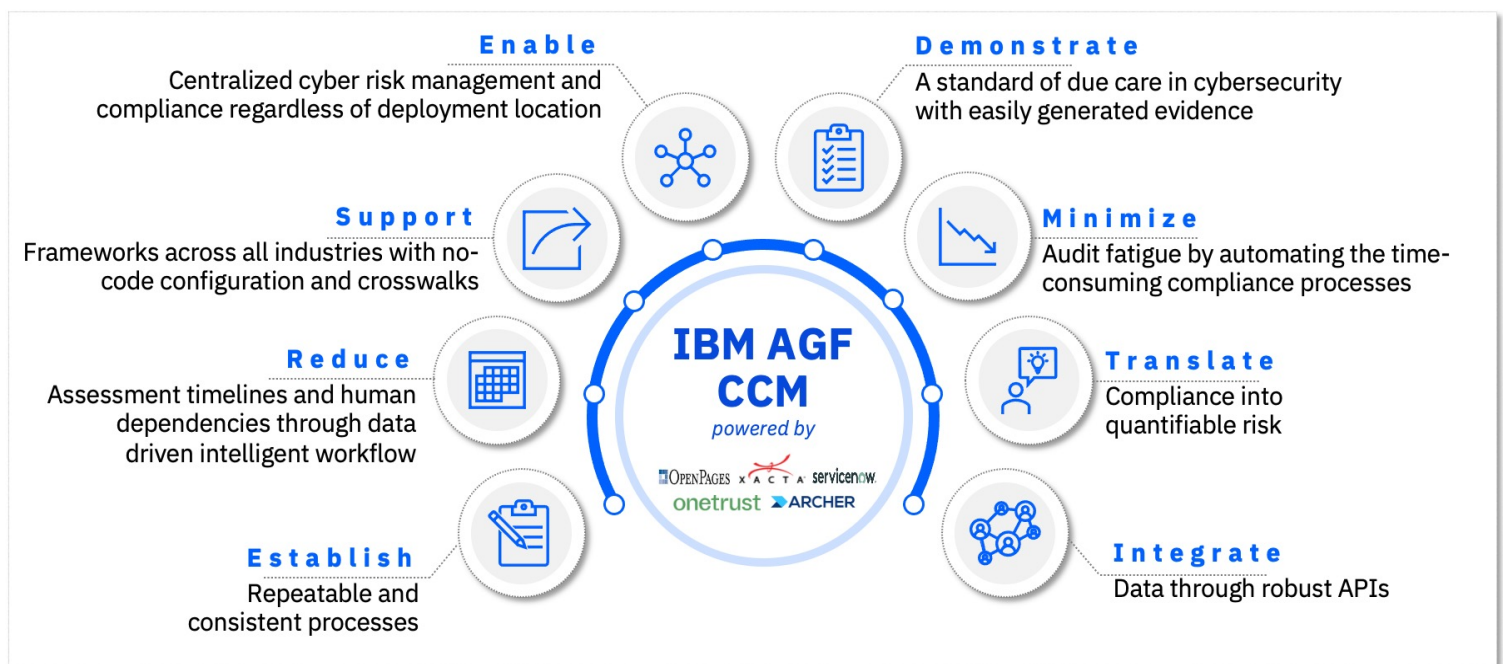 Enable
Centralized cyber risk management and
compliance regardless of deployment location
Support
Frameworks across all industries with no-
code configuration and crosswalks
Reduce
Assessment timelines and human
dependencies through data
driven intelligent workflow
Establish
Repeatable and
consistent processes
IBM AGF
CCM
powered by
OPENPAGES XACTA servicenow
onetrust ARCHER
Demonstrate
A standard of due care in cybersecurity
with easily generated evidence
Minimize
Audit fatigue by automating the time-
consuming compliance processes
Translate
Compliance into
quantifiable risk
Integrate
Data through robust APIs